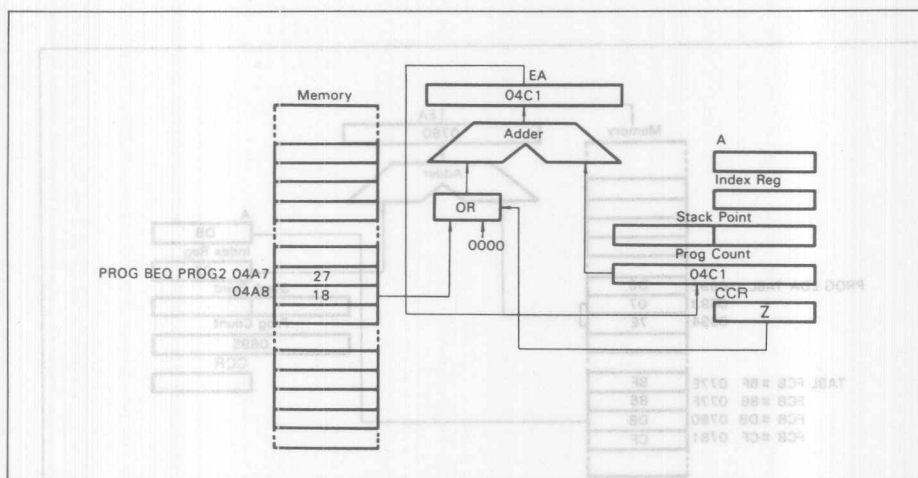 EA
04C1
Memory
Adder
A
Index Reg
OR
Stack Point
0000
Prog Count
PROG BEQ PROG2 04A7 27
04C1
04A8 18
CCR
Z